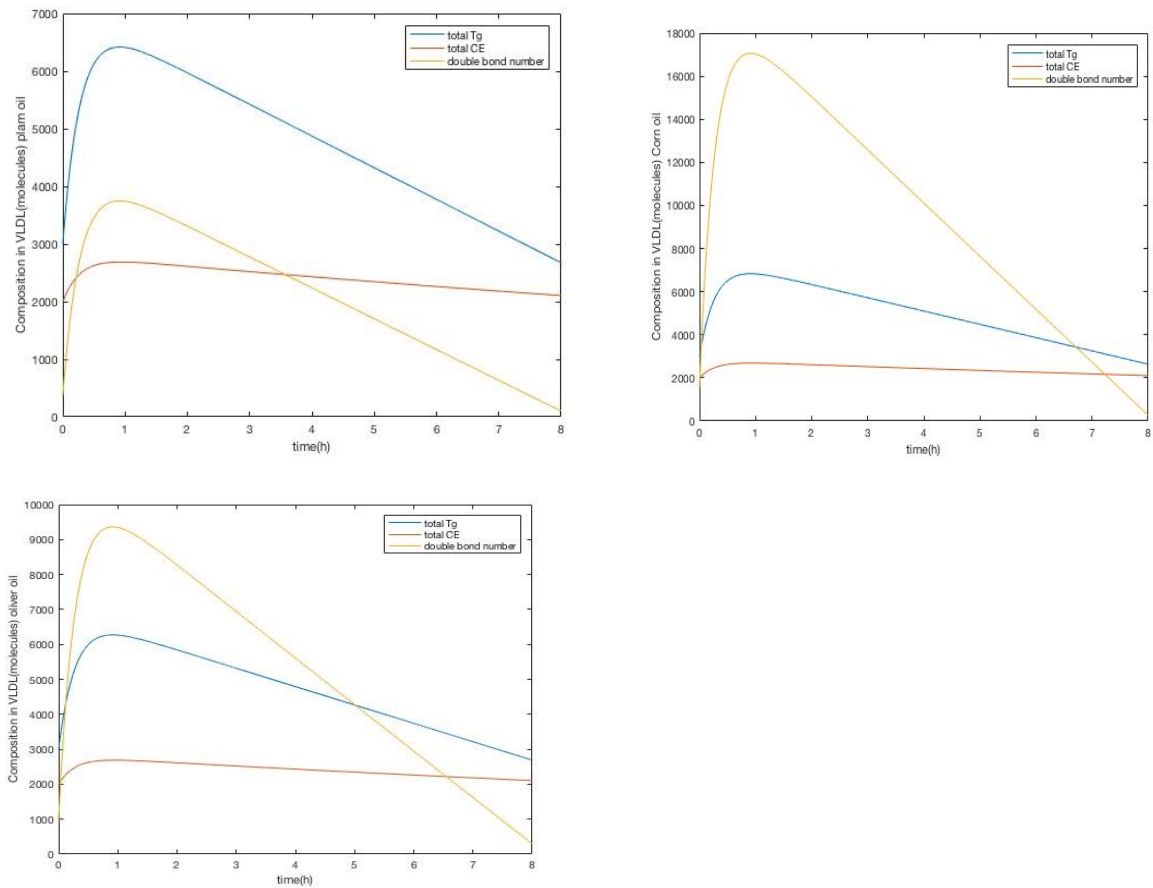 7000
6000
5000
4000
3000
2000
1000
0
Composition in VLDL(molecules) plam oil
total Tg
total CE
double bond number
0 1 2 3 4 5 6 7 8
time(h)
18000
16000
14000
12000
10000
8000
6000
4000
2000
0
Composition in VLDL(molecules) Corn oil
total Tg
total CE
double bond number
0 1 2 3 4 5 6 7 8
time(h)
10000
9000
8000
7000
6000
5000
4000
3000
2000
1000
0
Composition in VLDL(molecules) oliver oil
total Tg
total CE
double bond number
0 1 2 3 4 5 6 7 8
time(h)